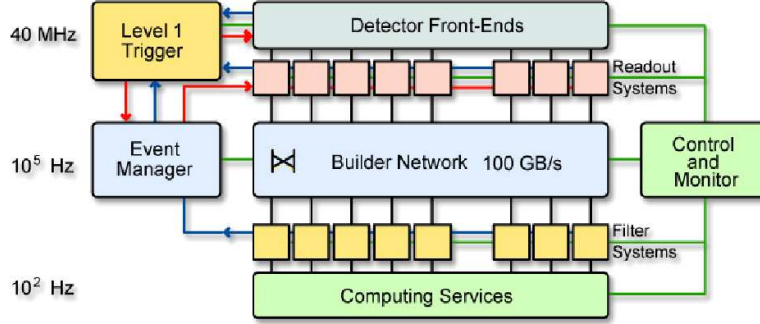 40 MHz
Level 1
Trigger
Detector Front-Ends
Readout
Systems
10⁵ Hz
Event
Manager
Builder Network 100 GB/s
Control
and
Monitor
Filter
Systems
10² Hz
Computing Services